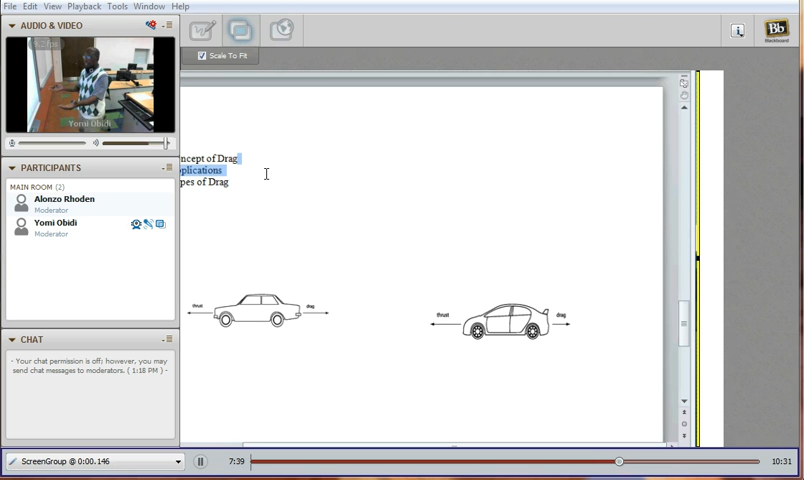 File Edit View Playback Tools Window Help
AUDIO & VIDEO
Yomi Obidi
Scale To Fit
i
Bb
Blackboard
PARTICIPANTS
MAIN ROOM (2)
Alonzo Rhoden
Moderator
Yomi Obidi
Moderator
CHAT
- Your chat permission is off; however, you may
send chat messages to moderators. ( 1:18 PM ) -
ncept of Drag
plications
pes of Drag
thrust drag
thrust drag
ScreenGroup @ 0:00.146
7:39
10:31